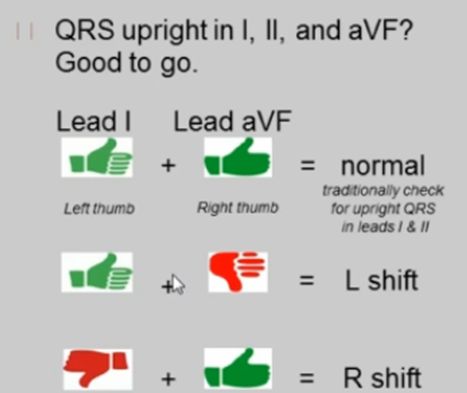 QRS upright in I, II, and aVF?
Good to go.
Lead I Lead aVF
+ = normal
Left thumb Right thumb traditionally check
for upright QRS
in leads I & II
+ = L shift
+ = R shift